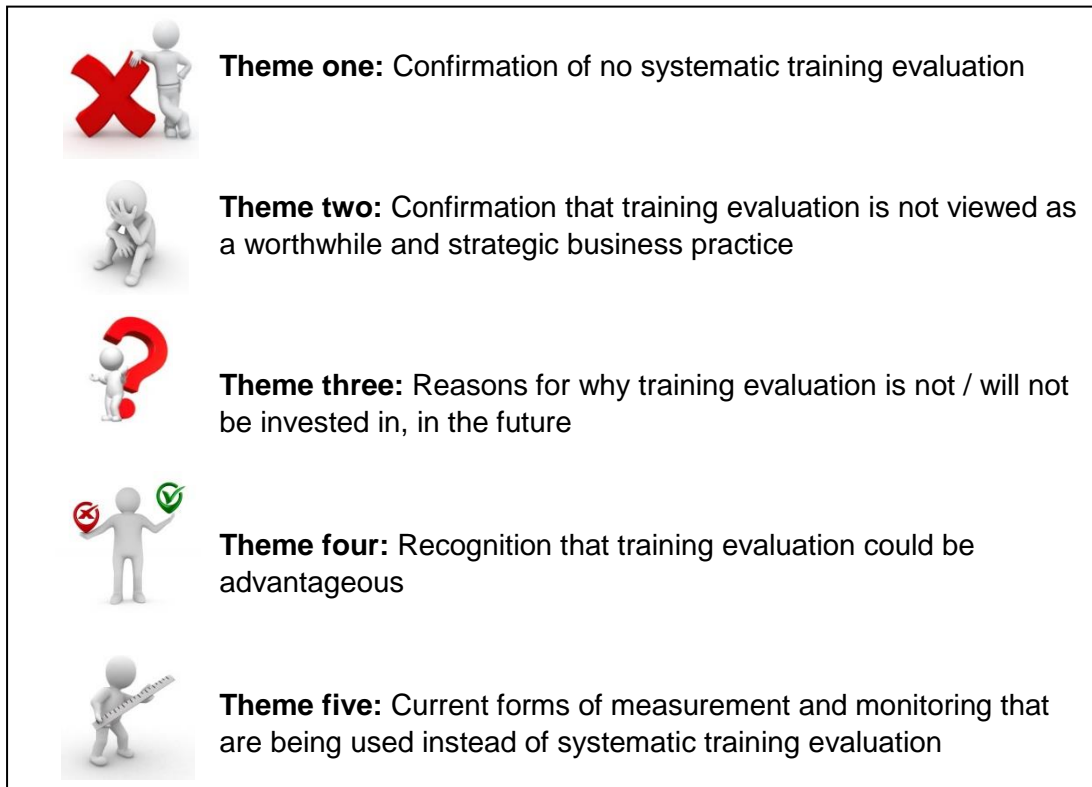 Theme one: Confirmation of no systematic training evaluation
Theme two: Confirmation that training evaluation is not viewed as
a worthwhile and strategic business practice
Theme three: Reasons for why training evaluation is not / will not
be invested in, in the future
Theme four: Recognition that training evaluation could be
advantageous
Theme five: Current forms of measurement and monitoring that
are being used instead of systematic training evaluation